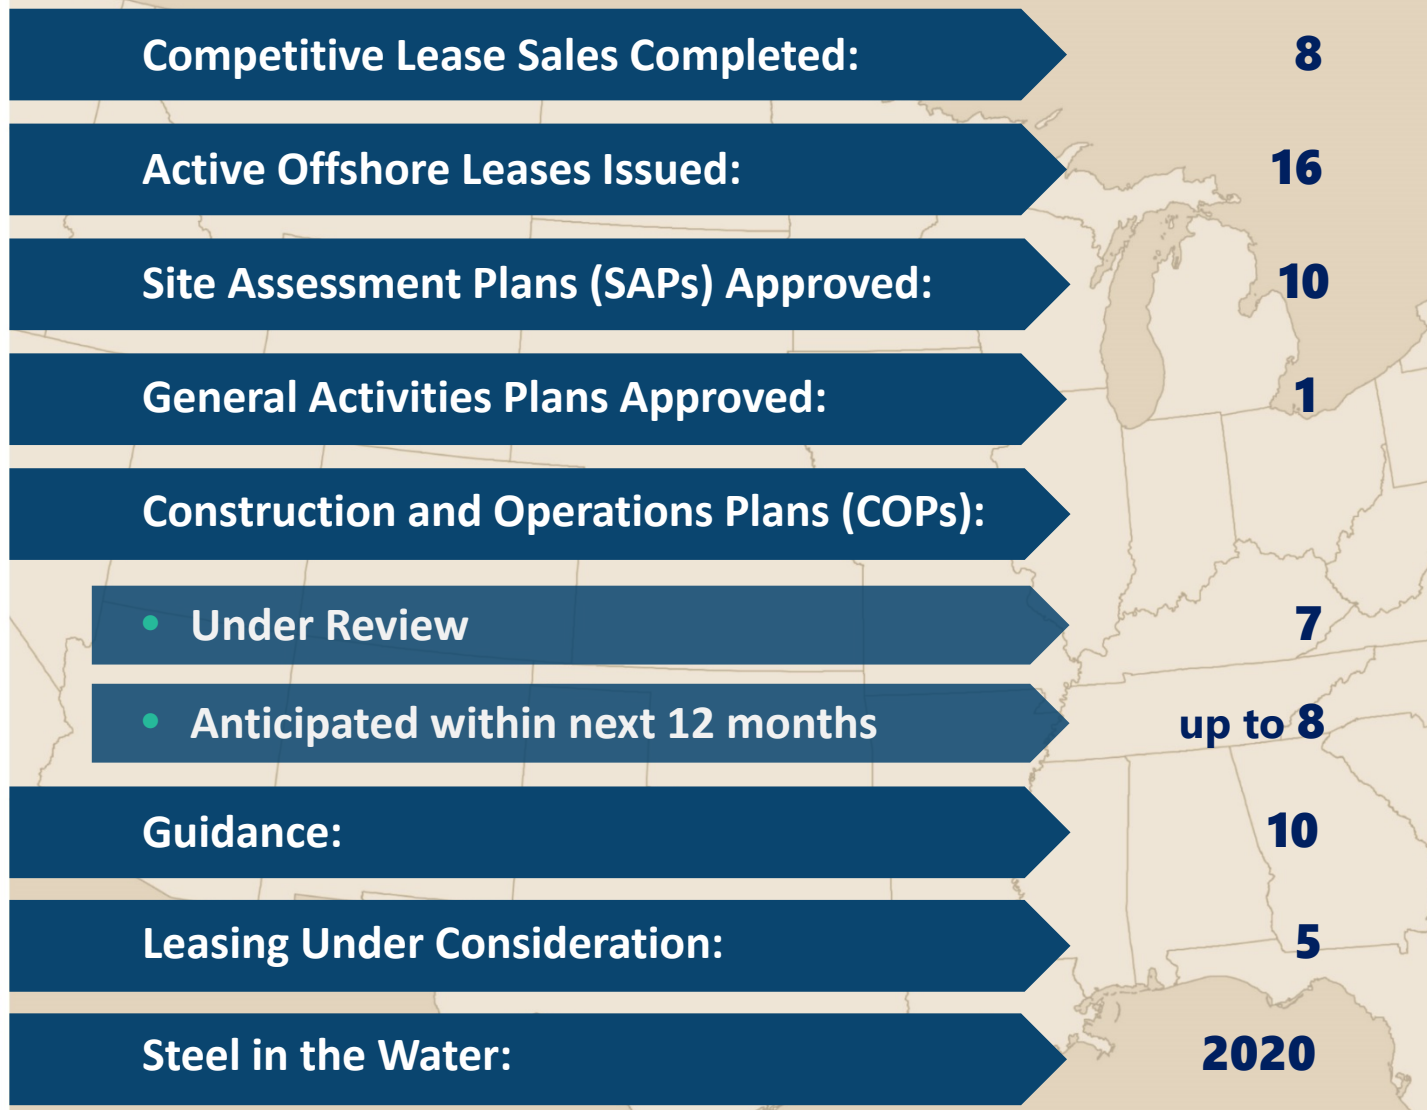 Competitive Lease Sales Completed: 8
Active Offshore Leases Issued: 16
Site Assessment Plans (SAPs) Approved: 10
General Activities Plans Approved: 1
Construction and Operations Plans (COPs):
• Under Review 7
• Anticipated within next 12 months up to 8
Guidance: 10
Leasing Under Consideration: 5
Steel in the Water: 2020